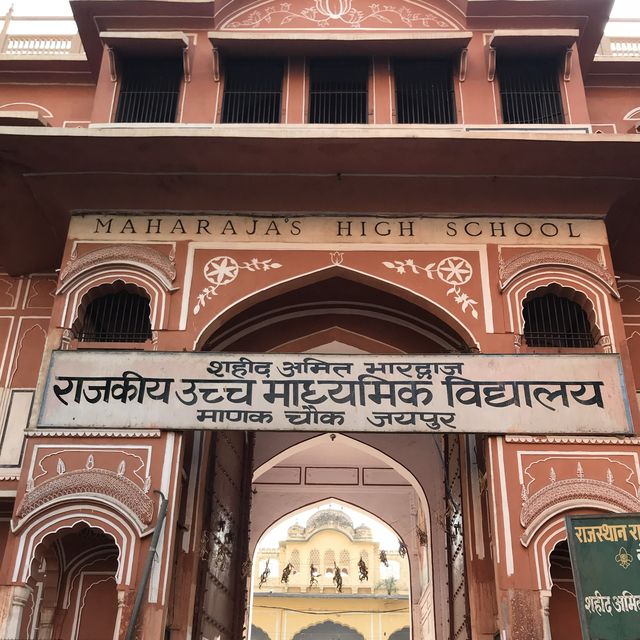 MAHARAJA'S HIGH SCHOOL
शहीद अमित भारद्वाज
राजकीय उच्च माध्यमिक विद्यालय
माणक चौक जयपुर
राजस्थान
शहीद अमित